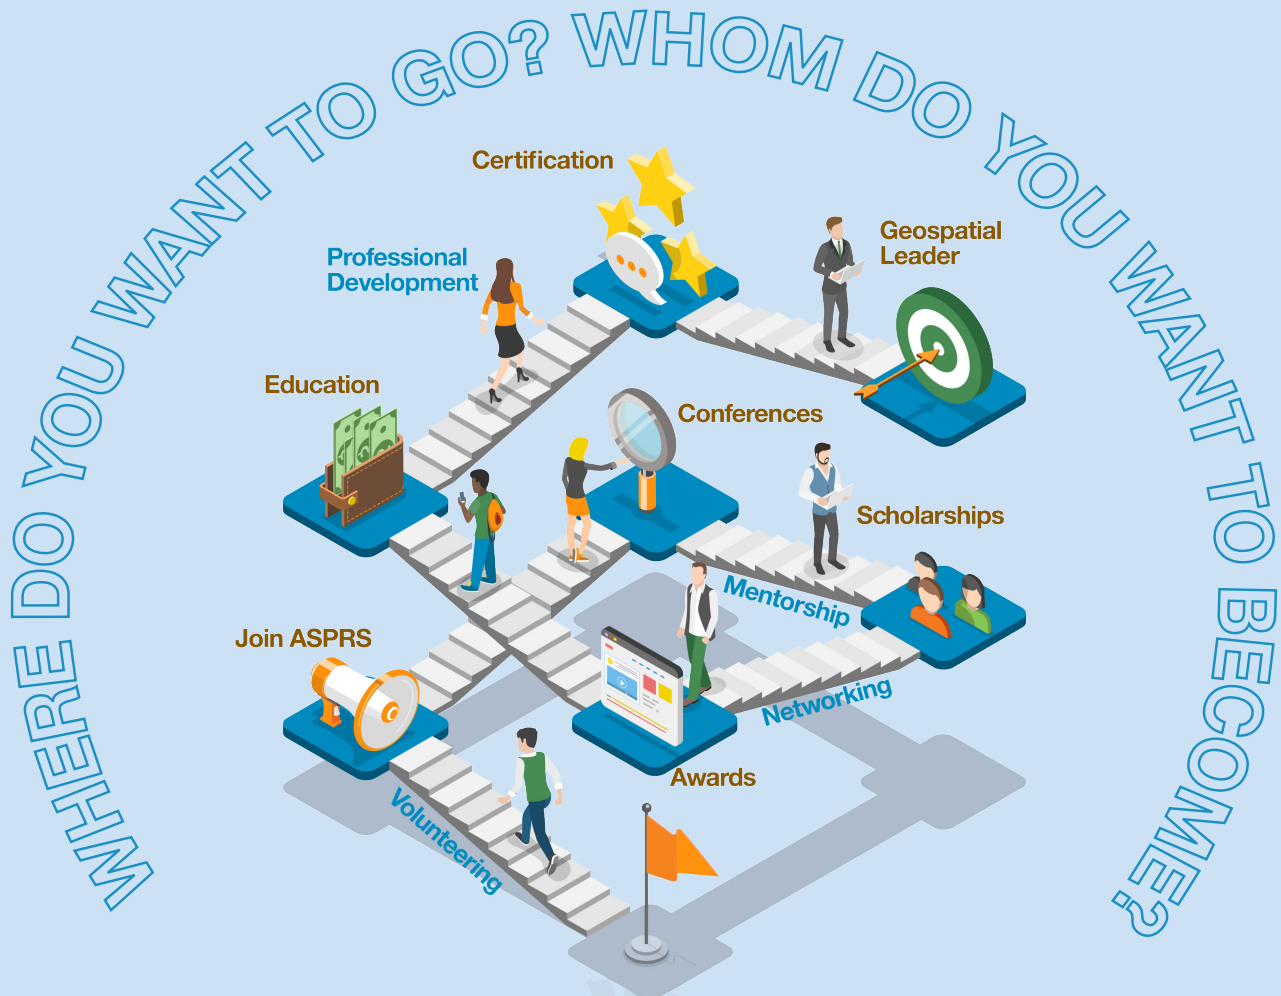 WHERE DO YOU WANT TO GO? WHOM DO YOU WANT TO BECOME?
Certification
Geospatial
Leader
Professional
Development
Education
Conferences
Scholarships
Mentorship
Join ASPRS
Networking
Awards
Volunteering